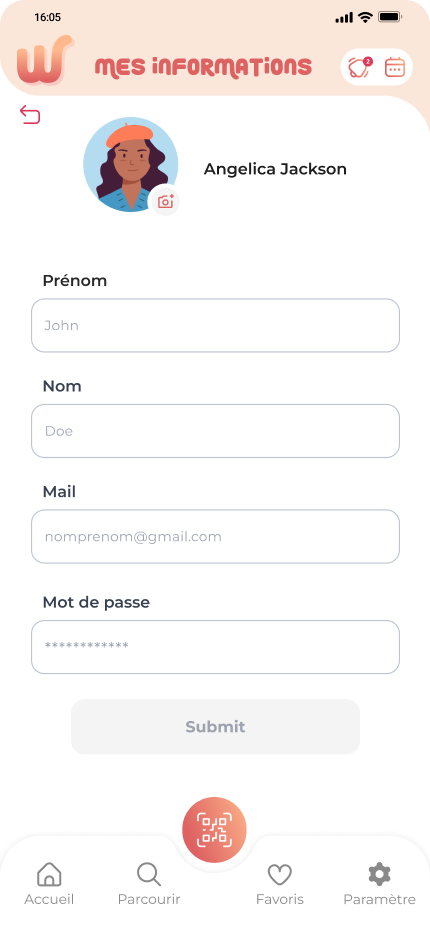 16:05
W
MES INFORMATIONS
2
Angelica Jackson
Prénom
John
Nom
Doe
Mail
nomprenom@gmail.com
Mot de passe
************
Submit
Accueil
Parcourir
Favoris
Paramètre